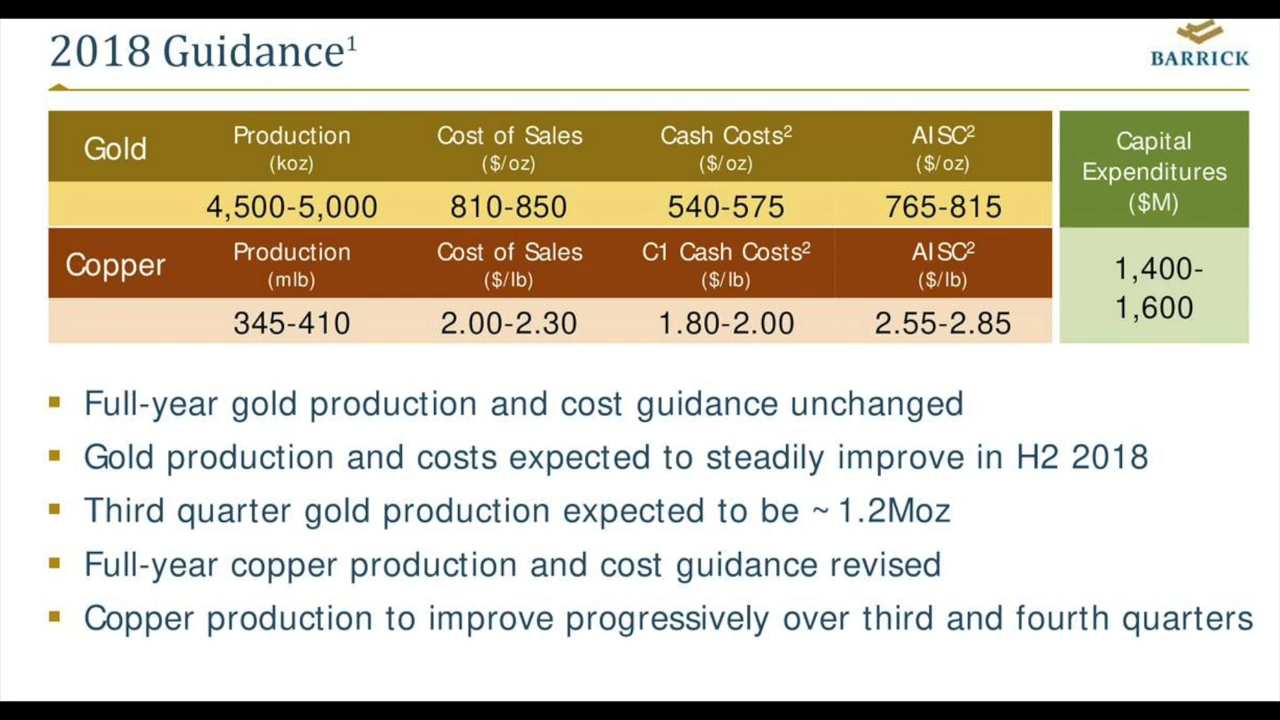 2018 Guidance¹
BARRICK
Gold
Production
(koz)
Cost of Sales
($/oz)
Cash Costs²
($/oz)
AISC²
($/oz)
4,500-5,000
810-850
540-575
765-815
Copper
Production
(mlb)
Cost of Sales
($/lb)
C1 Cash Costs²
($/lb)
AISC²
($/lb)
345-410
2.00-2.30
1.80-2.00
2.55-2.85
Capital
Expenditures
($M)
1,400-
1,600
▪ Full-year gold production and cost guidance unchanged
▪ Gold production and costs expected to steadily improve in H2 2018
▪ Third quarter gold production expected to be ~1.2Moz
▪ Full-year copper production and cost guidance revised
▪ Copper production to improve progressively over third and fourth quarters